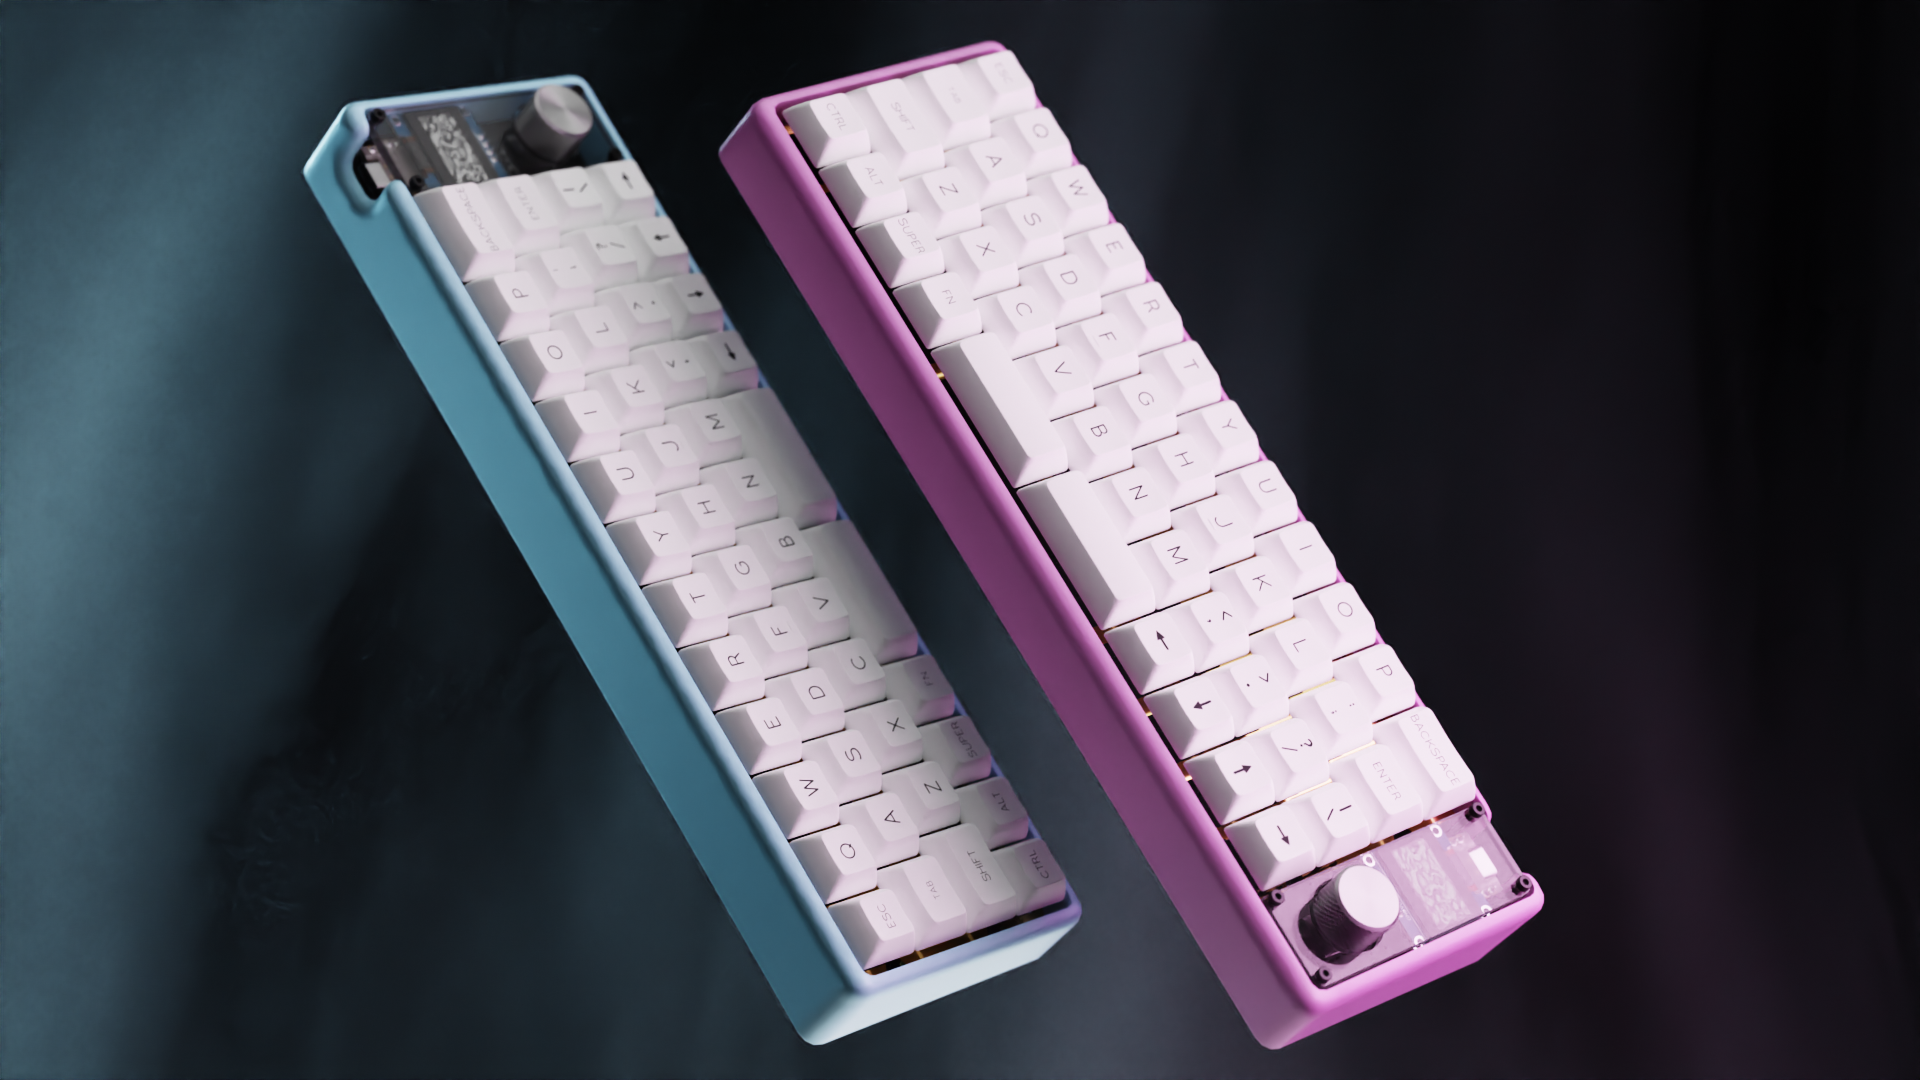 ESC Q W E R T Y U I O P BACKSPACE
TAB A S D F G H J K L : ; ENTER
SHIFT Z X C V B N M < , > . ? / | \
CTRL ALT SUPER FN ← ↓ ↑ →
ESC Q W E R T Y U I O P BACKSPACE
TAB A S D F G H J K L : ; ENTER
SHIFT Z X C V B N M < , > . ? / | \
CTRL ALT SUPER FN ← ↓ ↑ →